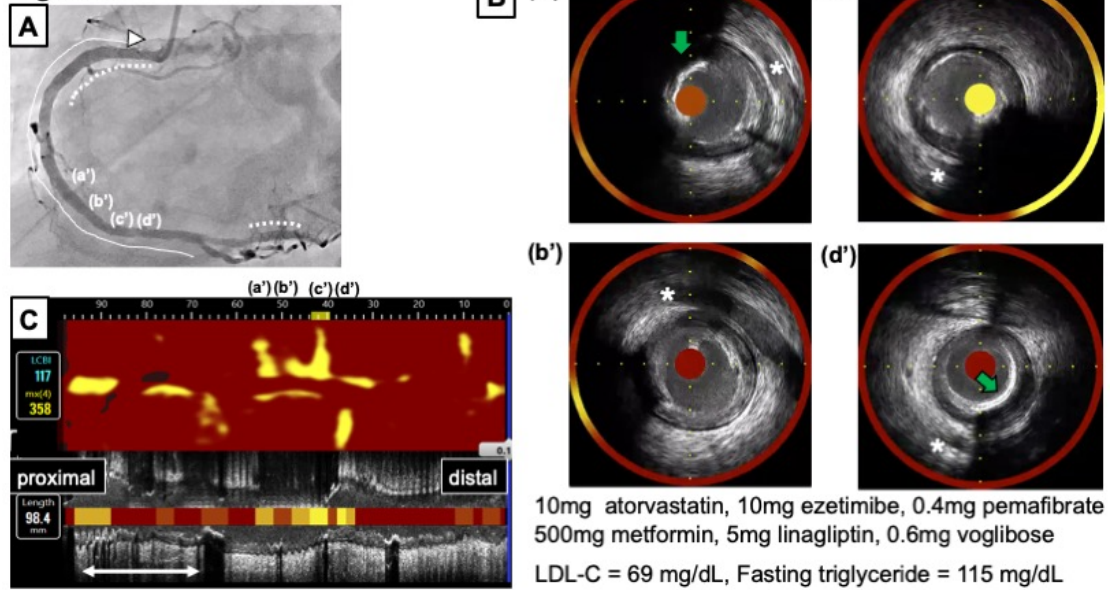 A
B
(a’)
(b’)
(c’) (d’)
(a’) (b’) (c’) (d’)
90 80 70 60 50 40 30 20 10 0
C
LCBI
117
mx(4)
358
0.1
proximal
distal
Length
98.4
mm
*
*
(b’)
(d’)
*
*
10mg atorvastatin, 10mg ezetimibe, 0.4mg pemafibrate
500mg metformin, 5mg linagliptin, 0.6mg voglibose
LDL-C = 69 mg/dL, Fasting triglyceride = 115 mg/dL